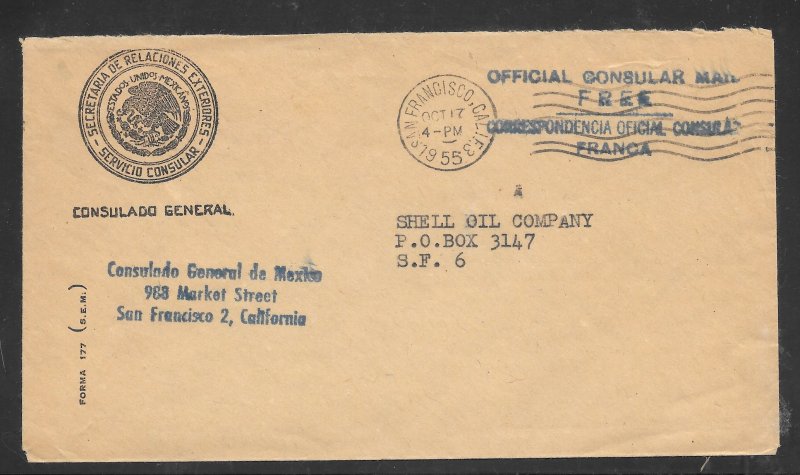 SECRETARIA DE RELACIONES EXTERIORES
- SERVICIO CONSULAR -
ESTADOS UNIDOS MEXICANOS
CONSULADO GENERAL.
SAN FRANCISCO, CALIF. 3
OCT 17
4-PM
1955
OFFICIAL CONSULAR MAIL
FREE
CORRESPONDENCIA OFICIAL CONSULAR
FRANCA
A
SHELL OIL COMPANY
P.O.BOX 3147
S.F. 6
Consulado General de Mexico
988 Market Street
San Francisco 2, California
FORMA 177 (S.E.M.)